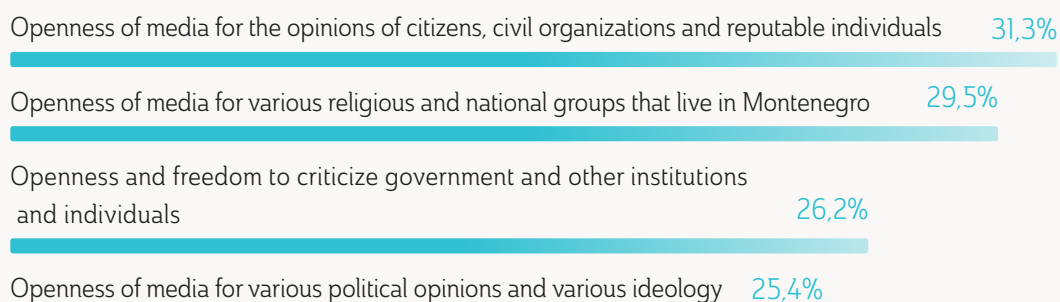 Openness of media for the opinions of citizens, civil organizations and reputable individuals 31,3%
Openness of media for various religious and national groups that live in Montenegro 29,5%
Openness and freedom to criticize government and other institutions
and individuals 26,2%
Openness of media for various political opinions and various ideology 25,4%